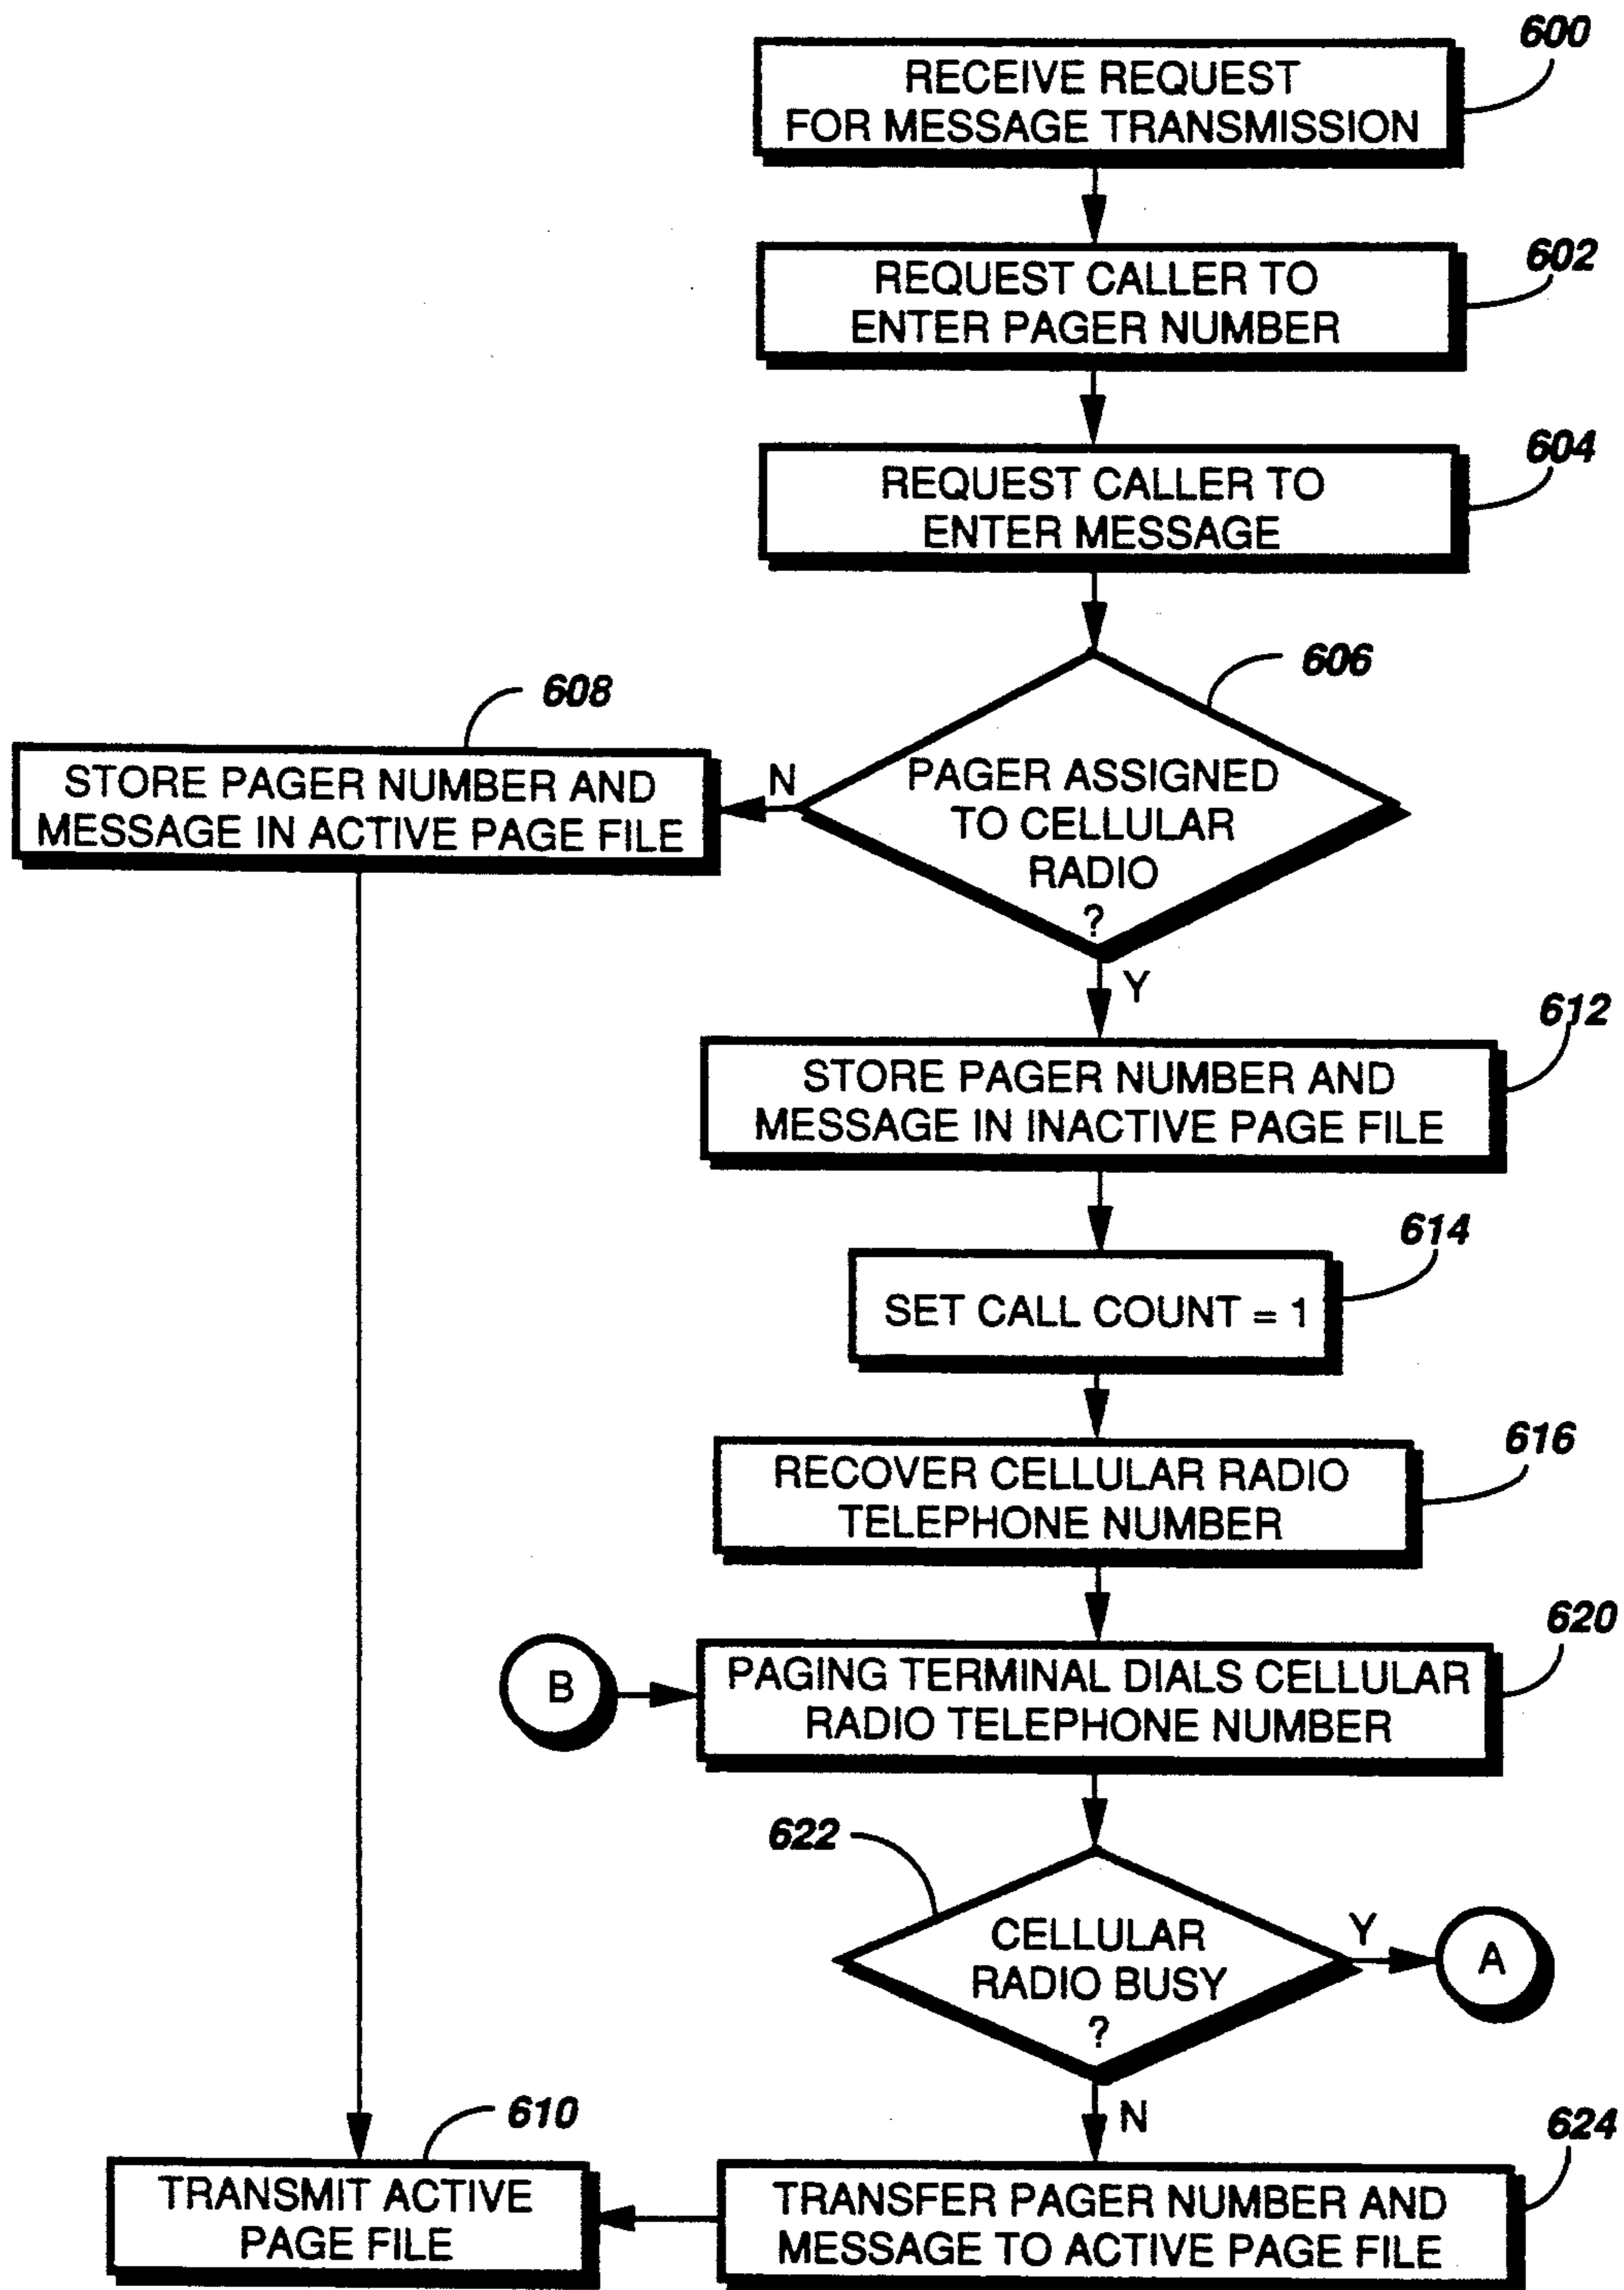 600
RECEIVE REQUEST
FOR MESSAGE TRANSMISSION
602
REQUEST CALLER TO
ENTER PAGER NUMBER
604
REQUEST CALLER TO
ENTER MESSAGE
606
PAGER ASSIGNED
TO CELLULAR
RADIO
?
N
608
STORE PAGER NUMBER AND
MESSAGE IN ACTIVE PAGE FILE
Y
612
STORE PAGER NUMBER AND
MESSAGE IN INACTIVE PAGE FILE
614
SET CALL COUNT = 1
616
RECOVER CELLULAR RADIO
TELEPHONE NUMBER
620
B
PAGING TERMINAL DIALS CELLULAR
RADIO TELEPHONE NUMBER
622
CELLULAR
RADIO BUSY
?
Y
A
N
610
TRANSMIT ACTIVE
PAGE FILE
624
TRANSFER PAGER NUMBER AND
MESSAGE TO ACTIVE PAGE FILE